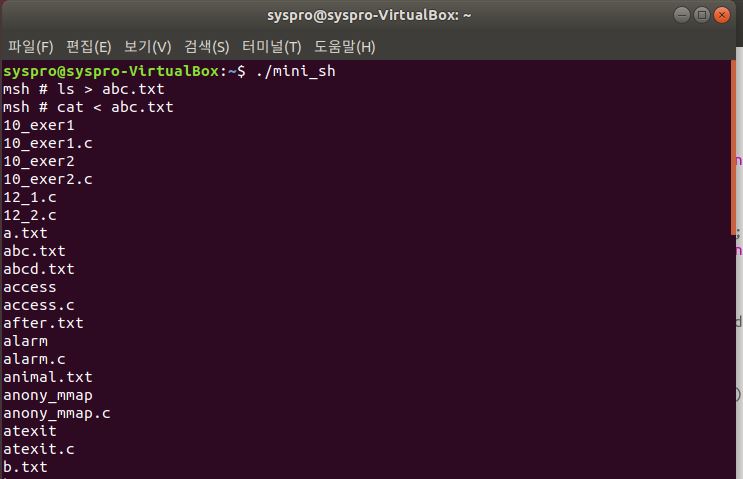 syspro@syspro-VirtualBox: ~
파일(F) 편집(E) 보기(V) 검색(S) 터미널(T) 도움말(H)
syspro@syspro-VirtualBox:~$ ./mini_sh
msh # ls > abc.txt
msh # cat < abc.txt
10_exer1
10_exer1.c
10_exer2
10_exer2.c
12_1.c
12_2.c
a.txt
abc.txt
abcd.txt
access
access.c
after.txt
alarm
alarm.c
animal.txt
anony_mmap
anony_mmap.c
atexit
atexit.c
b.txt